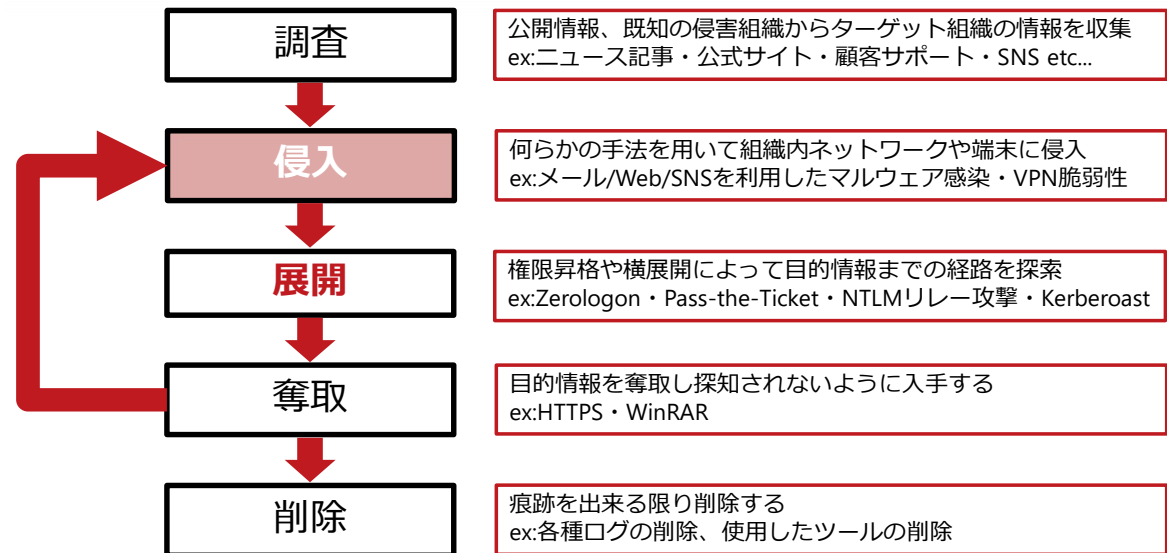 調査
公開情報、既知の侵害組織からターゲット組織の情報を収集
ex:ニュース記事・公式サイト・顧客サポート・SNS etc...
侵入
何らかの手法を用いて組織内ネットワークや端末に侵入
ex:メール/Web/SNSを利用したマルウェア感染・VPN脆弱性
展開
権限昇格や横展開によって目的情報までの経路を探索
ex:Zerologon・Pass-the-Ticket・NTLMリレー攻撃・Kerberoast
奪取
目的情報を奪取し探知されないように入手する
ex:HTTPS・WinRAR
削除
痕跡を出来る限り削除する
ex:各種ログの削除、使用したツールの削除